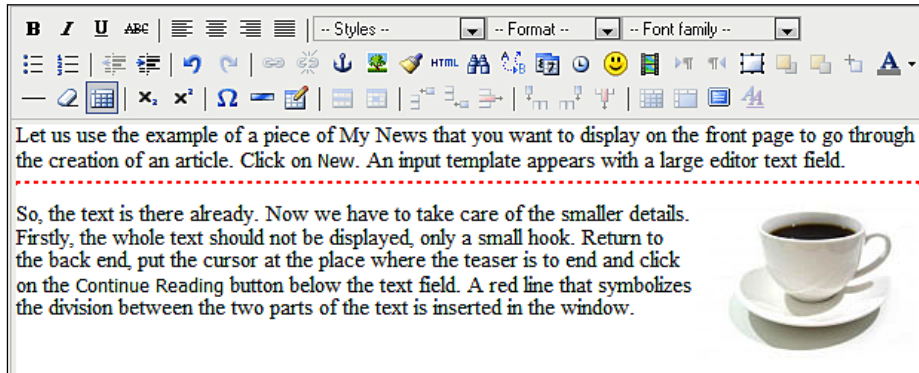 B I U ABC -- Styles -- -- Format -- -- Font family --
HTML A
x₂ x² Ω
Let us use the example of a piece of My News that you want to display on the front page to go through
the creation of an article. Click on New. An input template appears with a large editor text field.
So, the text is there already. Now we have to take care of the smaller details.
Firstly, the whole text should not be displayed, only a small hook. Return to
the back end, put the cursor at the place where the teaser is to end and click
on the Continue Reading button below the text field. A red line that symbolizes
the division between the two parts of the text is inserted in the window.